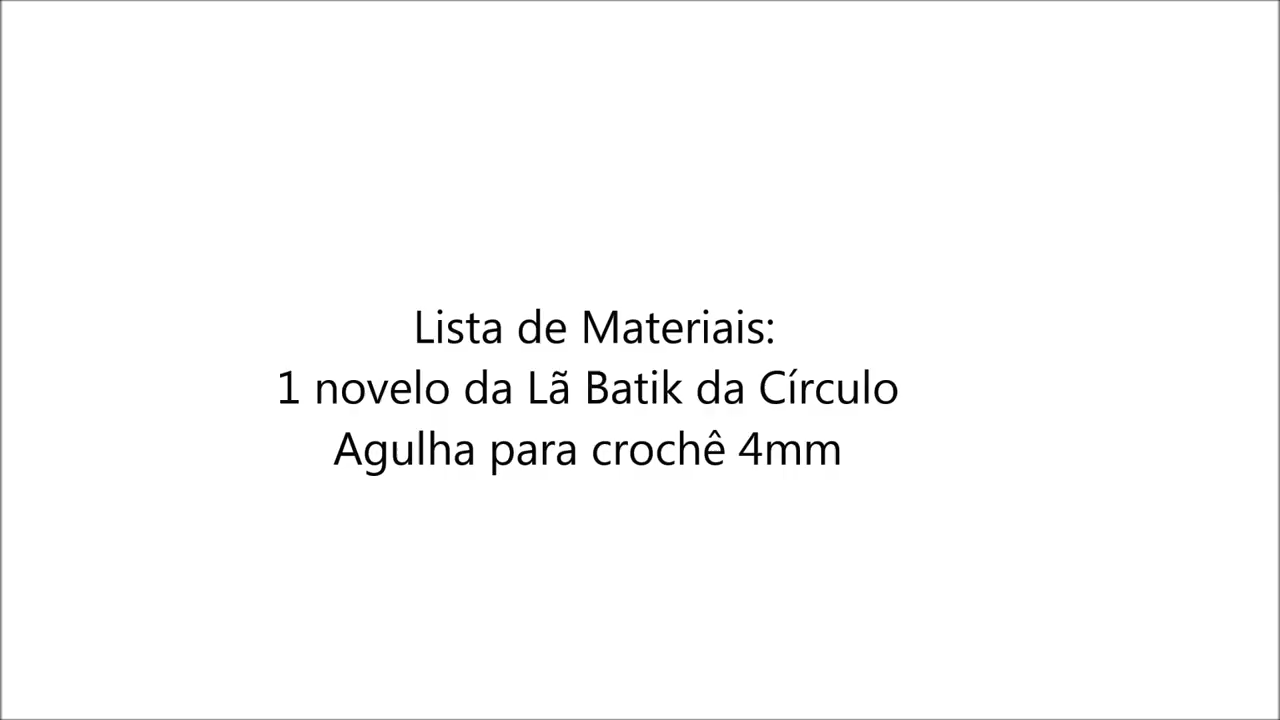 Lista de Materiais:
1 novelo da Lã Batik da Círculo
Agulha para crochê 4mm